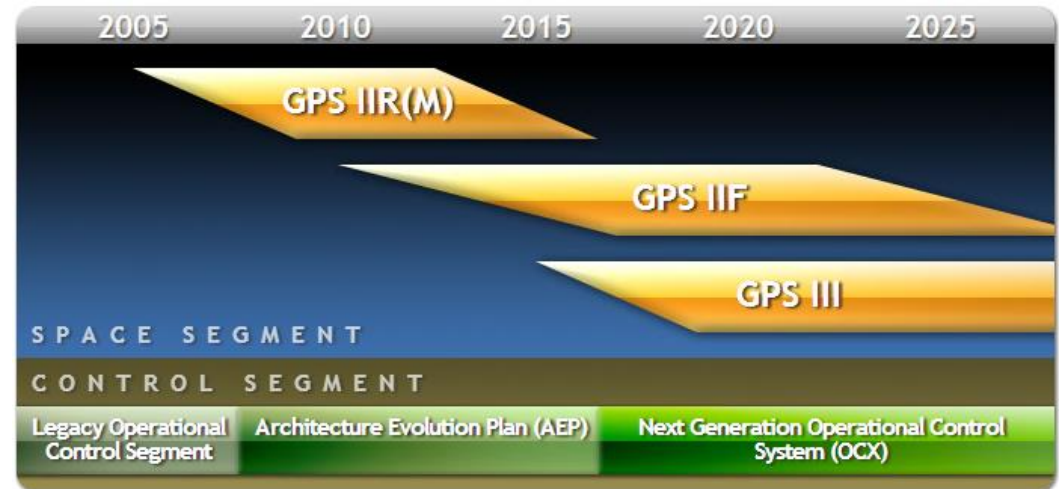 2005 2010 2015 2020 2025
GPS IIR(M)
GPS IIF
GPS III
SPACE SEGMENT
CONTROL SEGMENT
Legacy Operational
Control Segment
Architecture Evolution Plan (AEP)
Next Generation Operational Control
System (OCX)